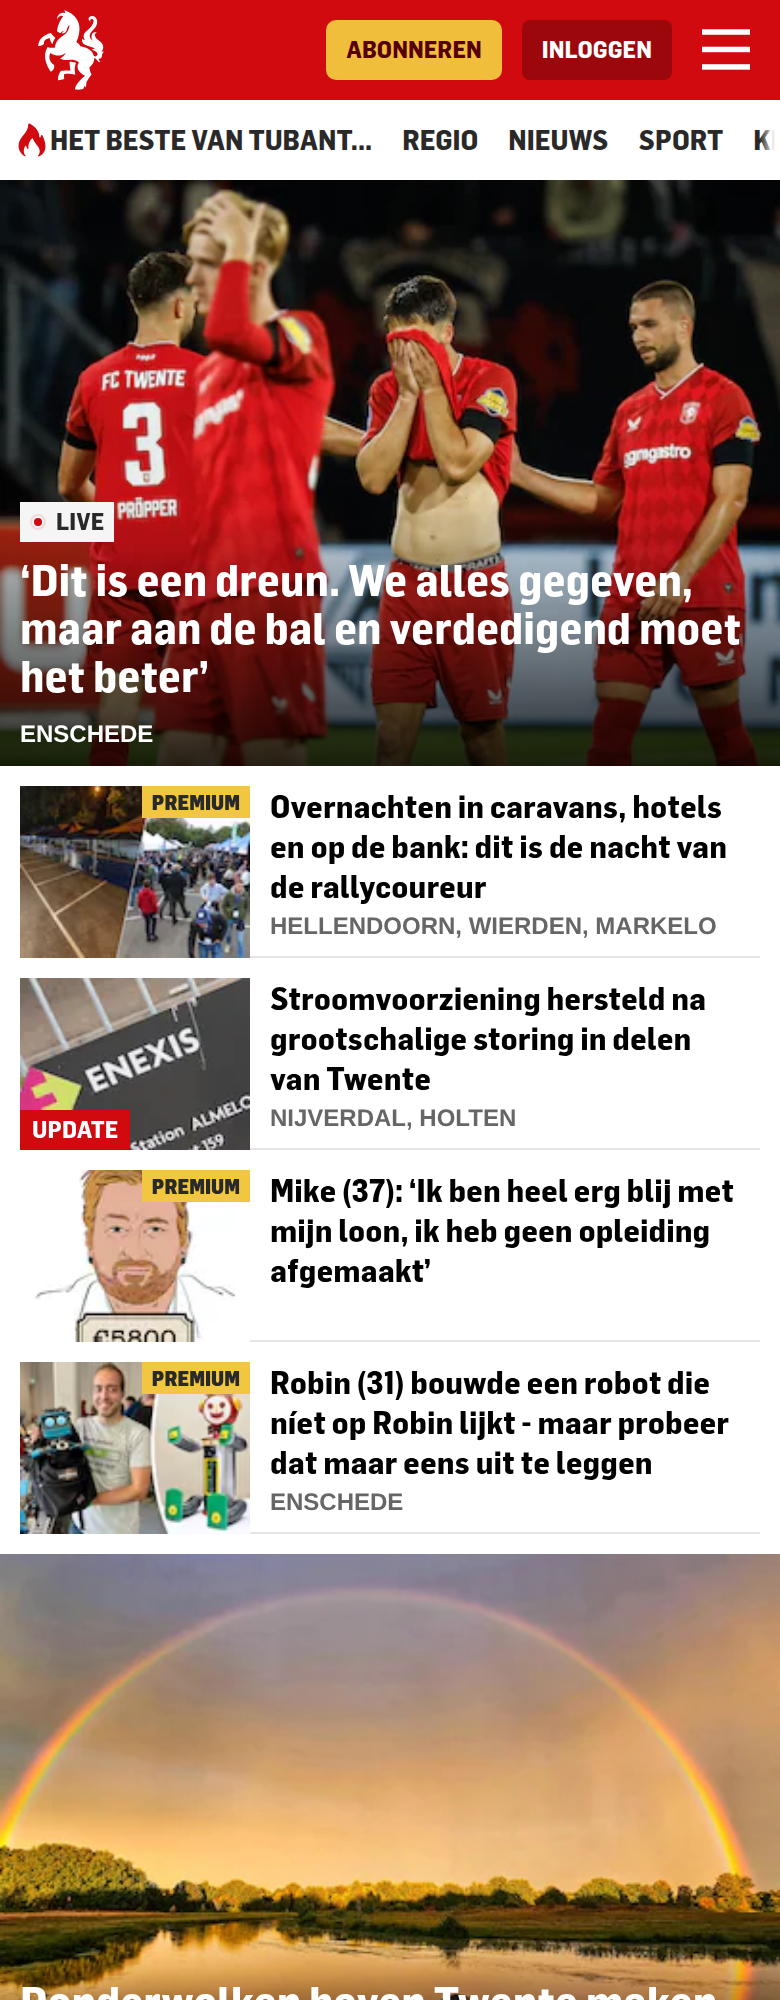 ABONNEREN
INLOGGEN
HET BESTE VAN TUBANT...
REGIO
NIEUWS
SPORT
FC TWENTE
3
PRÖPPER
ggmgastro
LIVE
‘Dit is een dreun. We alles gegeven,
maar aan de bal en verdedigend moet
het beter’
ENSCHEDE
PREMIUM
Overnachten in caravans, hotels
en op de bank: dit is de nacht van
de rallycoureur
HELLENDOORN, WIERDEN, MARKELO
ENEXIS
Station ALMELO
159
UPDATE
Stroomvoorziening hersteld na
grootschalige storing in delen
van Twente
NIJVERDAL, HOLTEN
PREMIUM
€5800
Mike (37): ‘Ik ben heel erg blij met
mijn loon, ik heb geen opleiding
afgemaakt’
PREMIUM
Robin (31) bouwde een robot die
níet op Robin lijkt - maar probeer
dat maar eens uit te leggen
ENSCHEDE
Donderwolken boven Twente maken